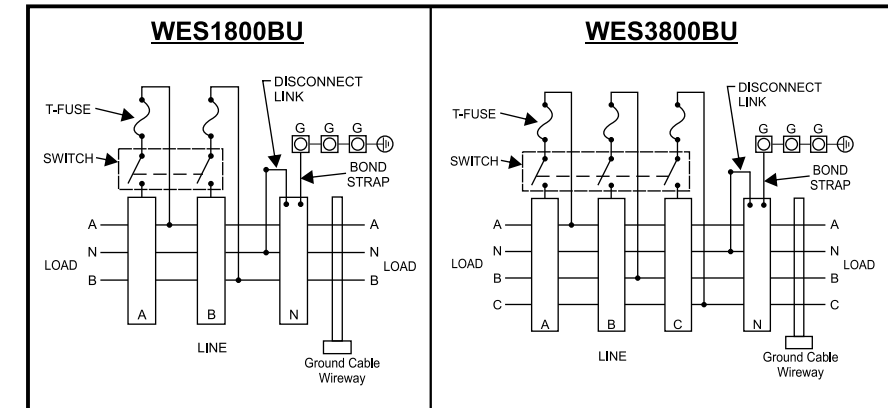 WES1800BU
DISCONNECT
LINK
T-FUSE
G G G
SWITCH
BOND
STRAP
A A
N N
LOAD LOAD
B B
A B N
LINE
Ground Cable
Wireway
WES3800BU
DISCONNECT
LINK
T-FUSE
G G G
SWITCH
BOND
STRAP
A A
N N
LOAD LOAD
B B
C C
A B C N
LINE
Ground Cable
Wireway